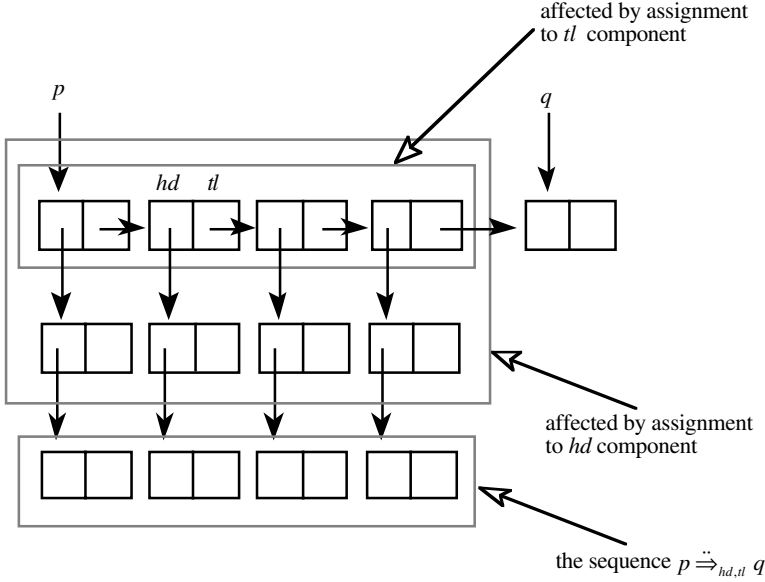 affected by assignment
to tl component
p
q
hd tl
affected by assignment
to hd component
the sequence p ⇒̈ hd,tl q